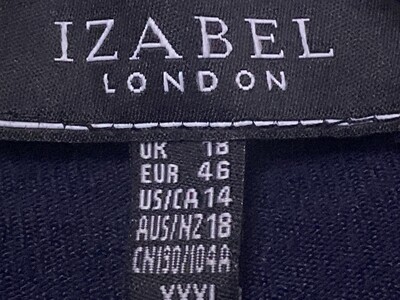 IZABEL
LONDON
UK 18
EUR 46
US/CA 14
AUS/NZ 18
CN190/104A
XXXL